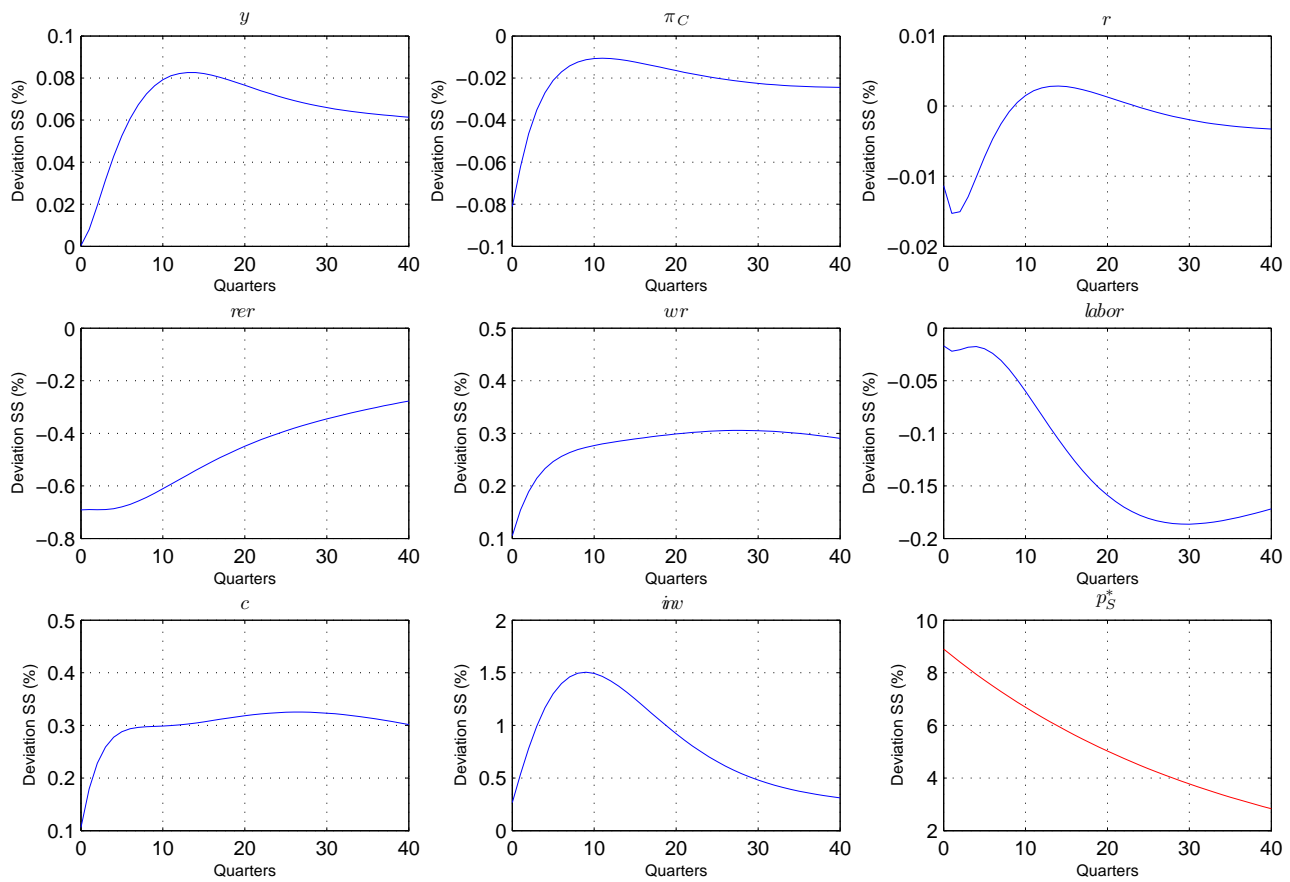 y
0.1
0.08
0.06
0.04
0.02
0
Deviation SS (%)
0 10 20 30 40
Quarters
π_C
0
−0.02
−0.04
−0.06
−0.08
−0.1
Deviation SS (%)
0 10 20 30 40
Quarters
r
0.01
0
−0.01
−0.02
Deviation SS (%)
0 10 20 30 40
Quarters
rer
0
−0.2
−0.4
−0.6
−0.8
Deviation SS (%)
0 10 20 30 40
Quarters
wr
0.5
0.4
0.3
0.2
0.1
Deviation SS (%)
0 10 20 30 40
Quarters
labor
0
−0.05
−0.1
−0.15
−0.2
Deviation SS (%)
0 10 20 30 40
Quarters
c
0.5
0.4
0.3
0.2
0.1
Deviation SS (%)
0 10 20 30 40
Quarters
inv
2
1.5
1
0.5
0
Deviation SS (%)
0 10 20 30 40
Quarters
p*_S
10
8
6
4
2
Deviation SS (%)
0 10 20 30 40
Quarters